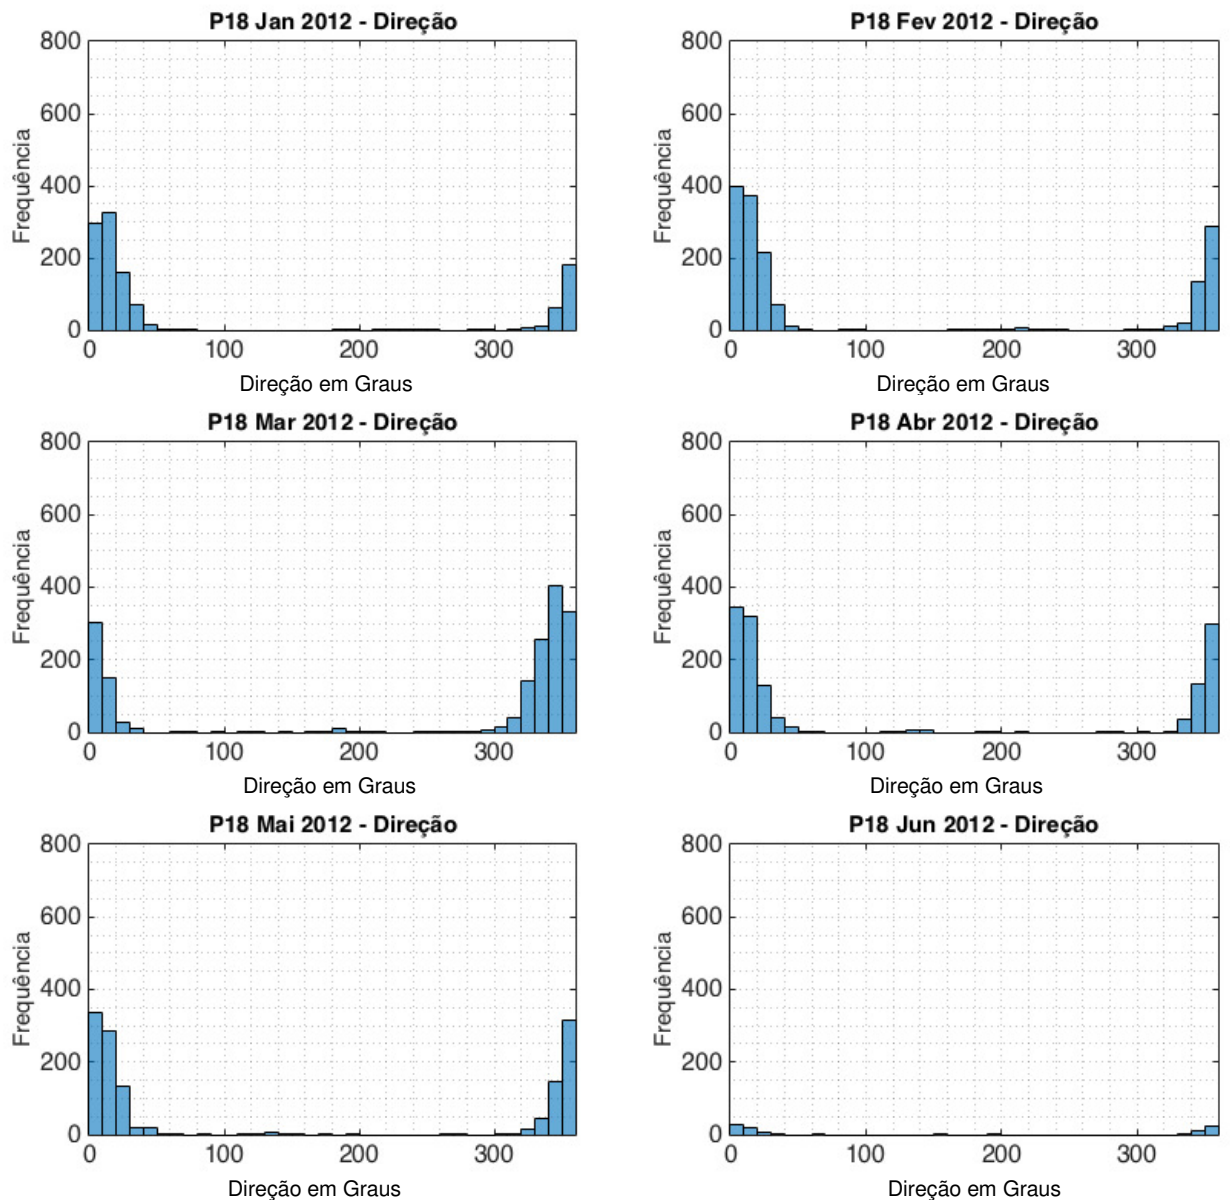 P18 Jan 2012 - Direção
800
600
400
200
0
Frequência
0 100 200 300
Direção em Graus
P18 Fev 2012 - Direção
800
600
400
200
0
Frequência
0 100 200 300
Direção em Graus
P18 Mar 2012 - Direção
800
600
400
200
0
Frequência
0 100 200 300
Direção em Graus
P18 Abr 2012 - Direção
800
600
400
200
0
Frequência
0 100 200 300
Direção em Graus
P18 Mai 2012 - Direção
800
600
400
200
0
Frequência
0 100 200 300
Direção em Graus
P18 Jun 2012 - Direção
800
600
400
200
0
Frequência
0 100 200 300
Direção em Graus